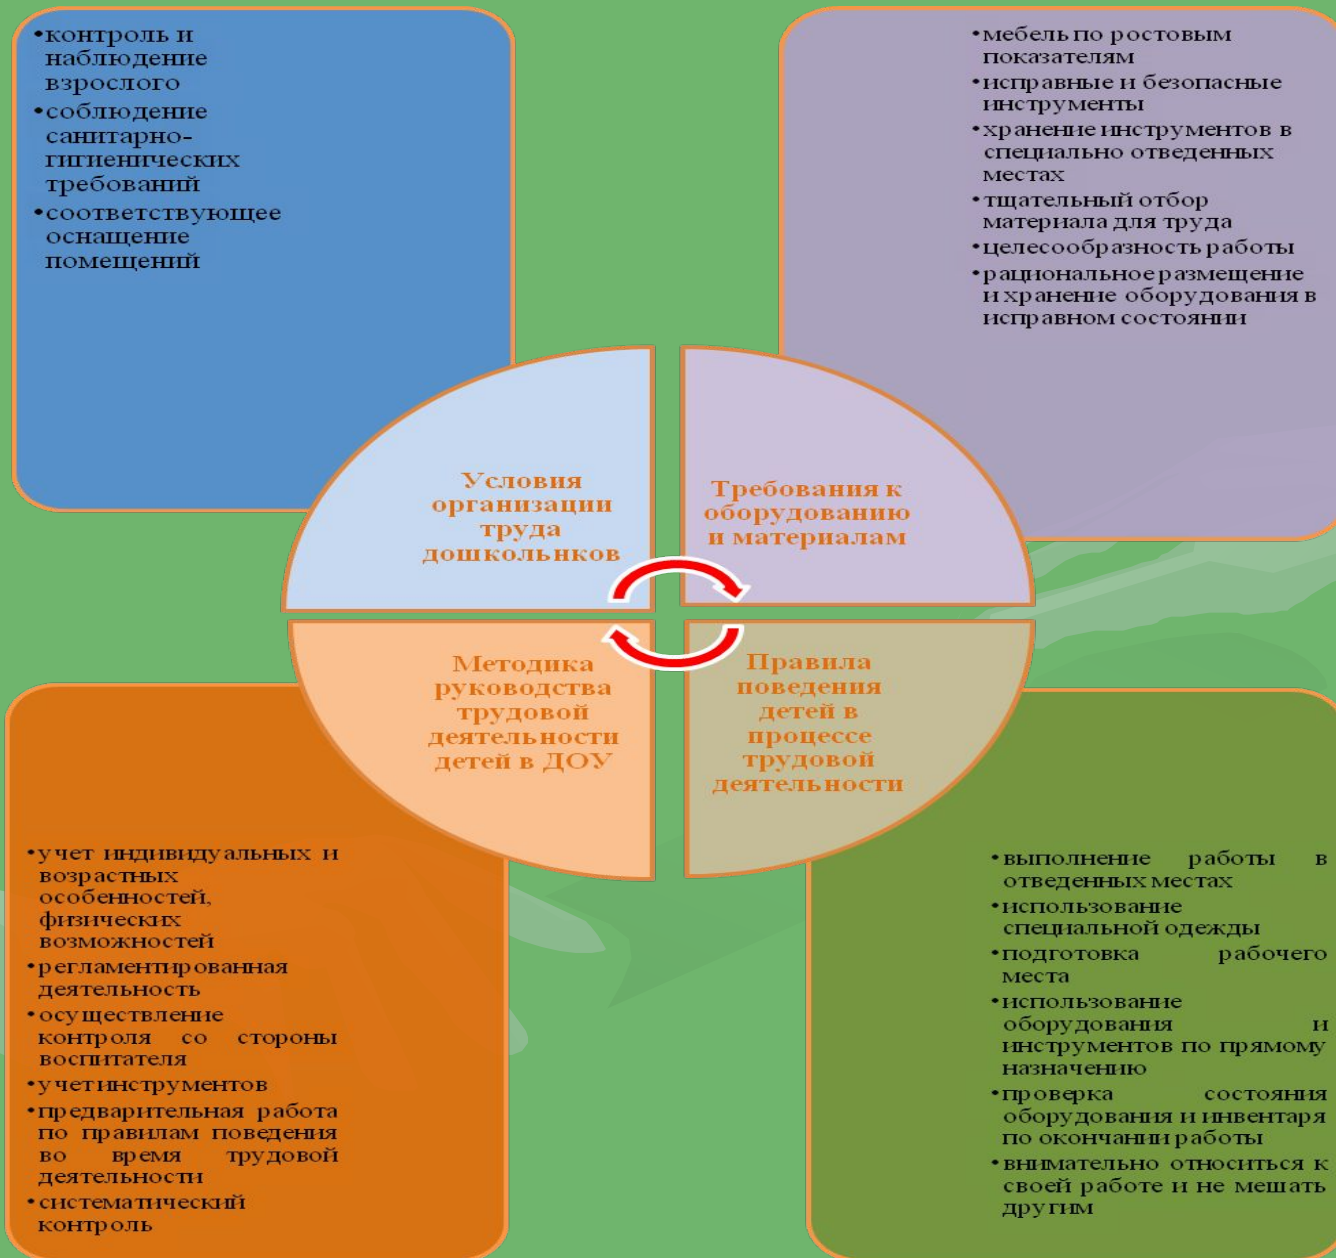 •контроль и
наблюдение
взрослого
•соблюдение
санитарно-
гигиенических
требований
•соответствующее
оснащение
помещений
•мебель по ростовым
показателям
•исправные и безопасные
инструменты
•хранение инструментов в
специально отведенных
местах
•тщательный отбор
материала для труда
•целесообразность работы
•рациональное размещение
и хранение оборудования в
исправном состоянии
Условия
организации
труда
дошкольнков
Требования к
оборудованию
и материалам
Методика
руководства
трудовой
деятельности
детей в ДОУ
Правила
поведения
детей в
процессе
трудовой
деятельности
•учет индивидуальных и
возрастных
особенностей,
физических
возможностей
•регламентированная
деятельность
•осуществление
контроля со стороны
воспитателя
•учет инструментов
•предварительная работа
по правилам поведения
во время трудовой
деятельности
•систематический
контроль
•выполнение работы в
отведенных местах
•использование
специальной одежды
•подготовка рабочего
места
•использование
оборудования и
инструментов по прямому
назначению
•проверка состояния
оборудования и инвентаря
по окончании работы
•внимательно относиться к
своей работе и не мешать
другим